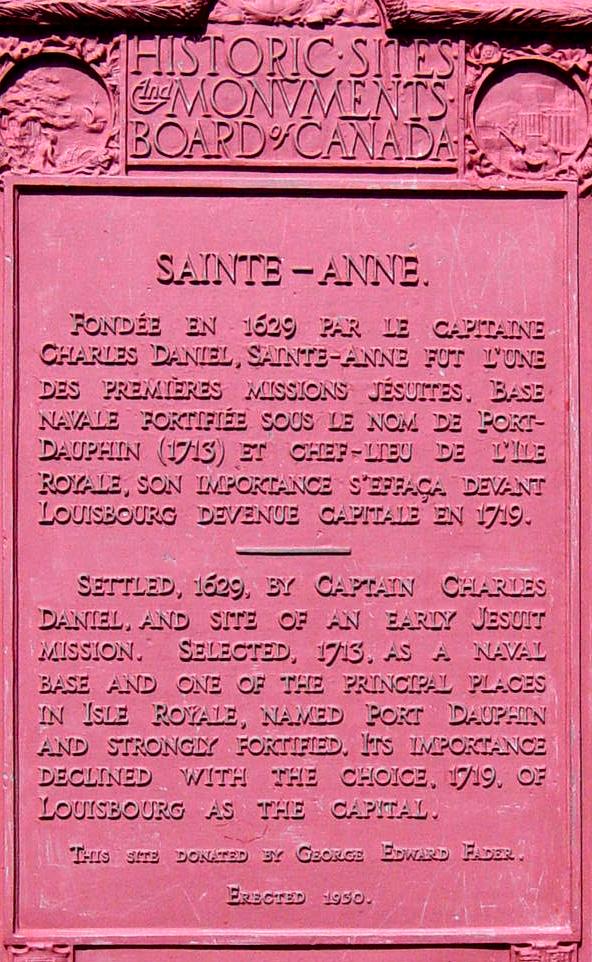 HISTORIC·SITES
and MONVMENTS·
BOARD of CANADA
SAINTE-ANNE.
FONDÉE EN 1629 PAR LE CAPITAINE
CHARLES DANIEL, SAINTE-ANNE FUT L'UNE
DES PREMIÈRES MISSIONS JÉSUITES. BASE
NAVALE FORTIFIÉE SOUS LE NOM DE PORT-
DAUPHIN (1713) ET CHEF-LIEU DE L'ILE
ROYALE, SON IMPORTANCE S'EFFAÇA DEVANT
LOUISBOURG DEVENUE CAPITALE EN 1719.
SETTLED, 1629, BY CAPTAIN CHARLES
DANIEL, AND SITE OF AN EARLY JESUIT
MISSION. SELECTED, 1713, AS A NAVAL
BASE AND ONE OF THE PRINCIPAL PLACES
IN ISLE ROYALE, NAMED PORT DAUPHIN
AND STRONGLY FORTIFIED. ITS IMPORTANCE
DECLINED WITH THE CHOICE, 1719, OF
LOUISBOURG AS THE CAPITAL.
THIS SITE DONATED BY GEORGE EDWARD FADER.
ERECTED 1930.